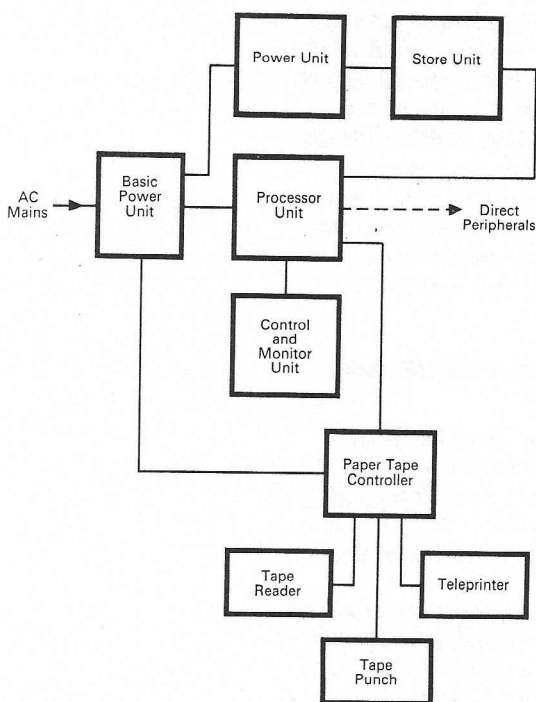 Power Unit
Store Unit
AC
Mains
Basic
Power
Unit
Processor
Unit
Direct
Peripherals
Control
and
Monitor
Unit
Paper Tape
Controller
Tape
Reader
Teleprinter
Tape
Punch